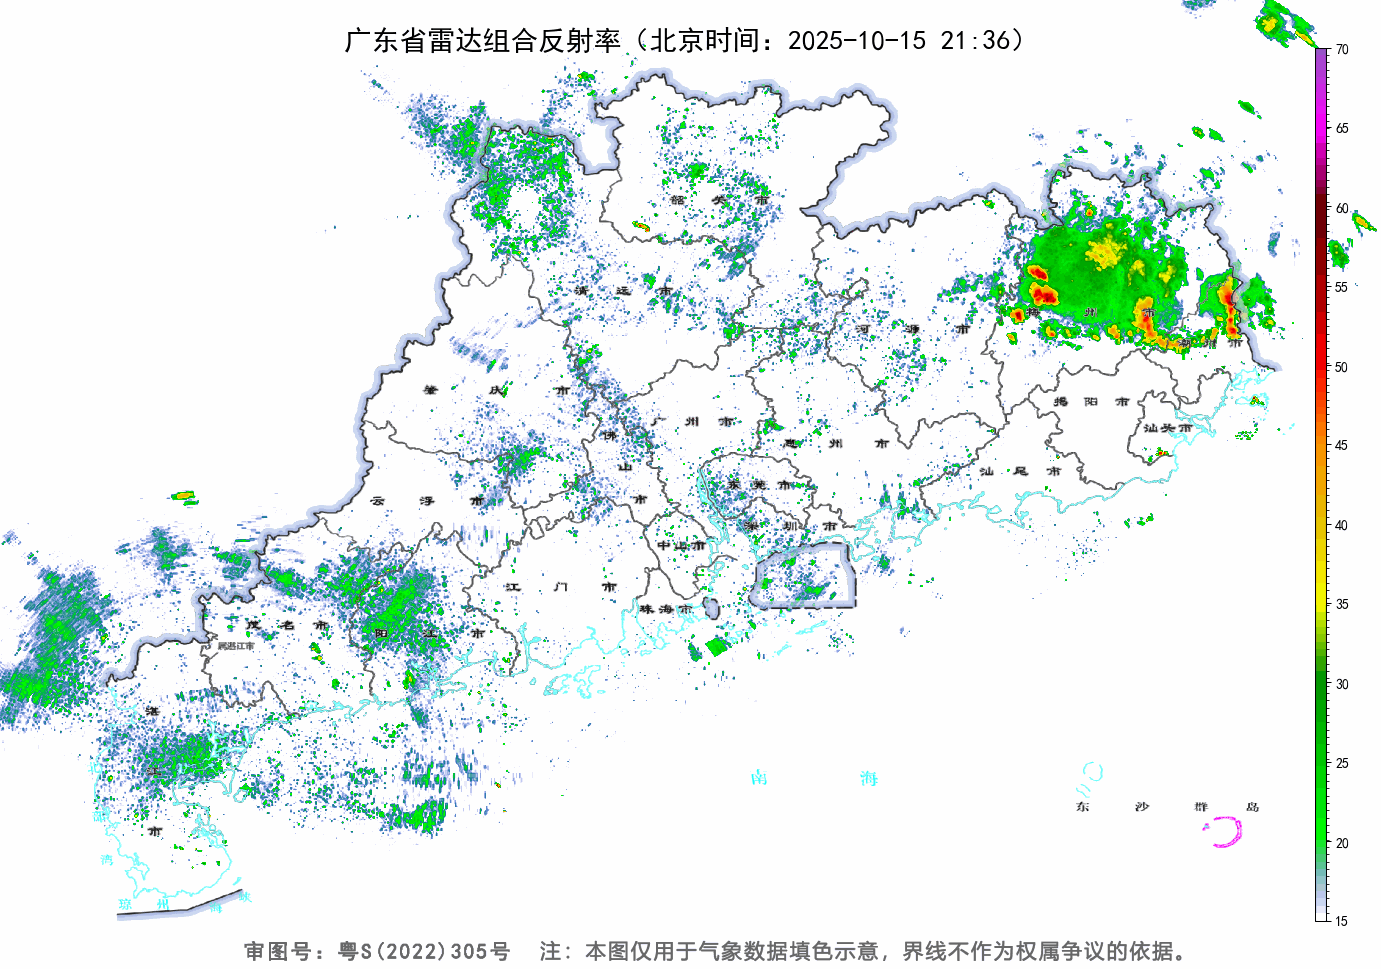 广东省雷达组合反射率（北京时间：2025-10-15 21:36）
70
65
60
55
50
45
40
35
30
25
20
15
韶 关 市
清 远 市
河 源 市
梅 州 市
潮 州 市
肇 庆 市
广 州 市
佛 山 市
惠 州 市
揭 阳 市
汕头市
汕 尾 市
云 浮 市
东 莞 市
深 圳 市
中山市
江 门 市
珠海市
茂 名 市
属湛江市
阳 江 市
湛 江 市
南 海
东 沙 群 岛
湾
琼 州 海 峡
审图号：粤S(2022)305号 注：本图仅用于气象数据填色示意，界线不作为权属争议的依据。